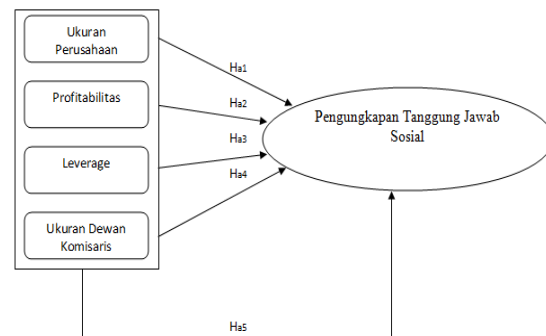 Ukuran
Perusahaan
Profitabilitas
Leverage
Ukuran Dewan
Komisaris
Ha1
Ha2
Ha3
Ha4
Pengungkapan Tanggung Jawab
Sosial
Ha5